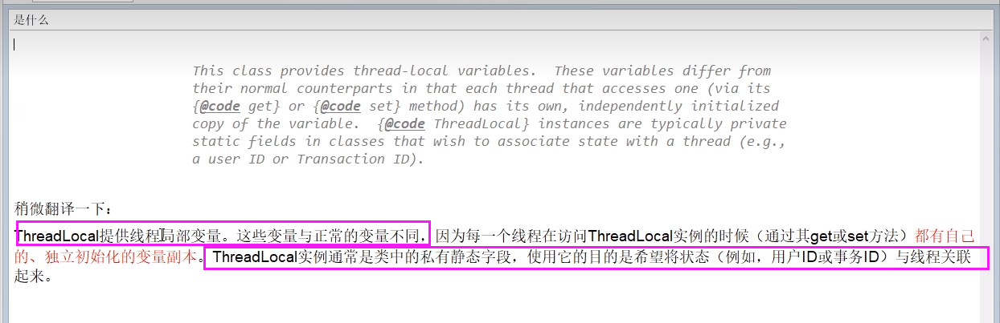 是什么
This class provides thread-local variables.  These variables differ from
their normal counterparts in that each thread that accesses one (via its
{@code get} or {@code set} method) has its own, independently initialized
copy of the variable.  {@code ThreadLocal} instances are typically private
static fields in classes that wish to associate state with a thread (e.g.,
a user ID or Transaction ID).
稍微翻译一下：
ThreadLocal提供线程局部变量。这些变量与正常的变量不同，因为每一个线程在访问ThreadLocal实例的时候（通过其get或set方法）都有自己
的、独立初始化的变量副本。ThreadLocal实例通常是类中的私有静态字段，使用它的目的是希望将状态（例如，用户ID或事务ID）与线程关联
起来。